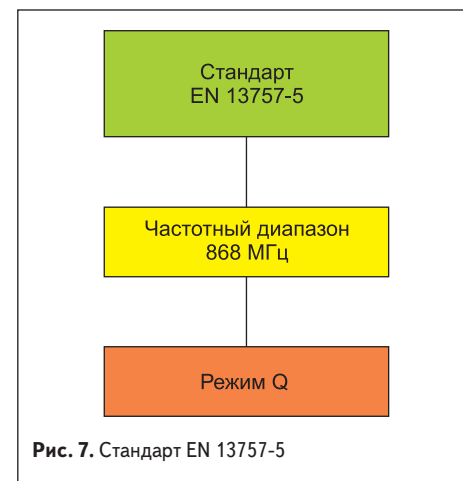 Стандарт
EN 13757-5
Частотный диапазон
868 МГц
Режим Q
Рис. 7. Стандарт EN 13757-5